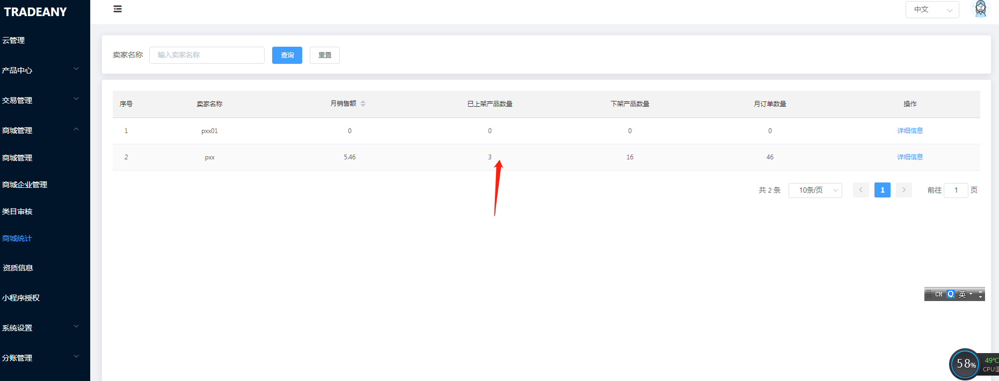 TRADEANY
中文
云管理
产品中心
交易管理
商城管理
商城管理
商城企业管理
类目审核
商城统计
资质信息
小程序授权
系统设置
分账管理
卖家名称 输入卖家名称 查询 重置
序号 卖家名称 月销售额 已上架产品数量 下架产品数量 月订单数量 操作
1 pxx01 0 0 0 0 详细信息
2 pxx 5.46 3 16 46 详细信息
共 2 条 10条/页 1 前往 1 页
CH 英
58% 49℃
CPU温